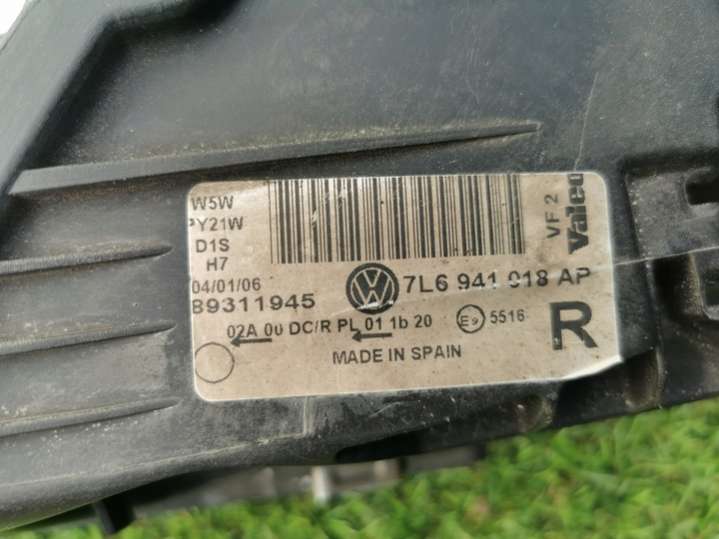 W5W
PY21W
D1S
H7
04/01/06
89311945
VF 2
Valeo
7L6 941 018 AP
02A 00 DC/R PL 01 1b 20
E9 5516
R
MADE IN SPAIN